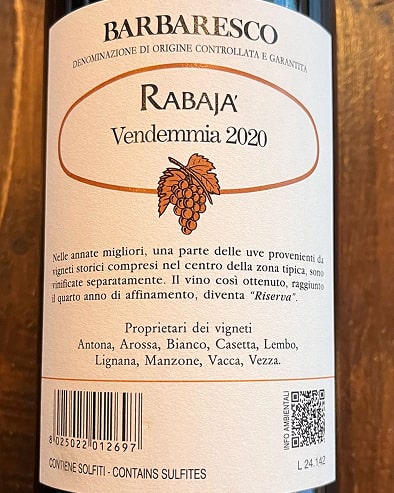 BARBARESCO
DENOMINAZIONE DI ORIGINE CONTROLLATA E GARANTITA
RABAJA'
Vendemmia 2020
Nelle annate migliori, una parte delle uve provenienti da
vigneti storici compresi nel centro della zona tipica, sono
vinificate separatamente. Il vino così ottenuto, raggiunto
il quarto anno di affinamento, diventa "Riserva".
Proprietari dei vigneti
Antona, Arossa, Bianco, Casetta, Lembo,
Lignana, Manzone, Vacca, Vezza.
8 025022 012697
INFO AMBIENTALI
CONTIENE SOLFITI - CONTAINS SULFITES
L 24.142